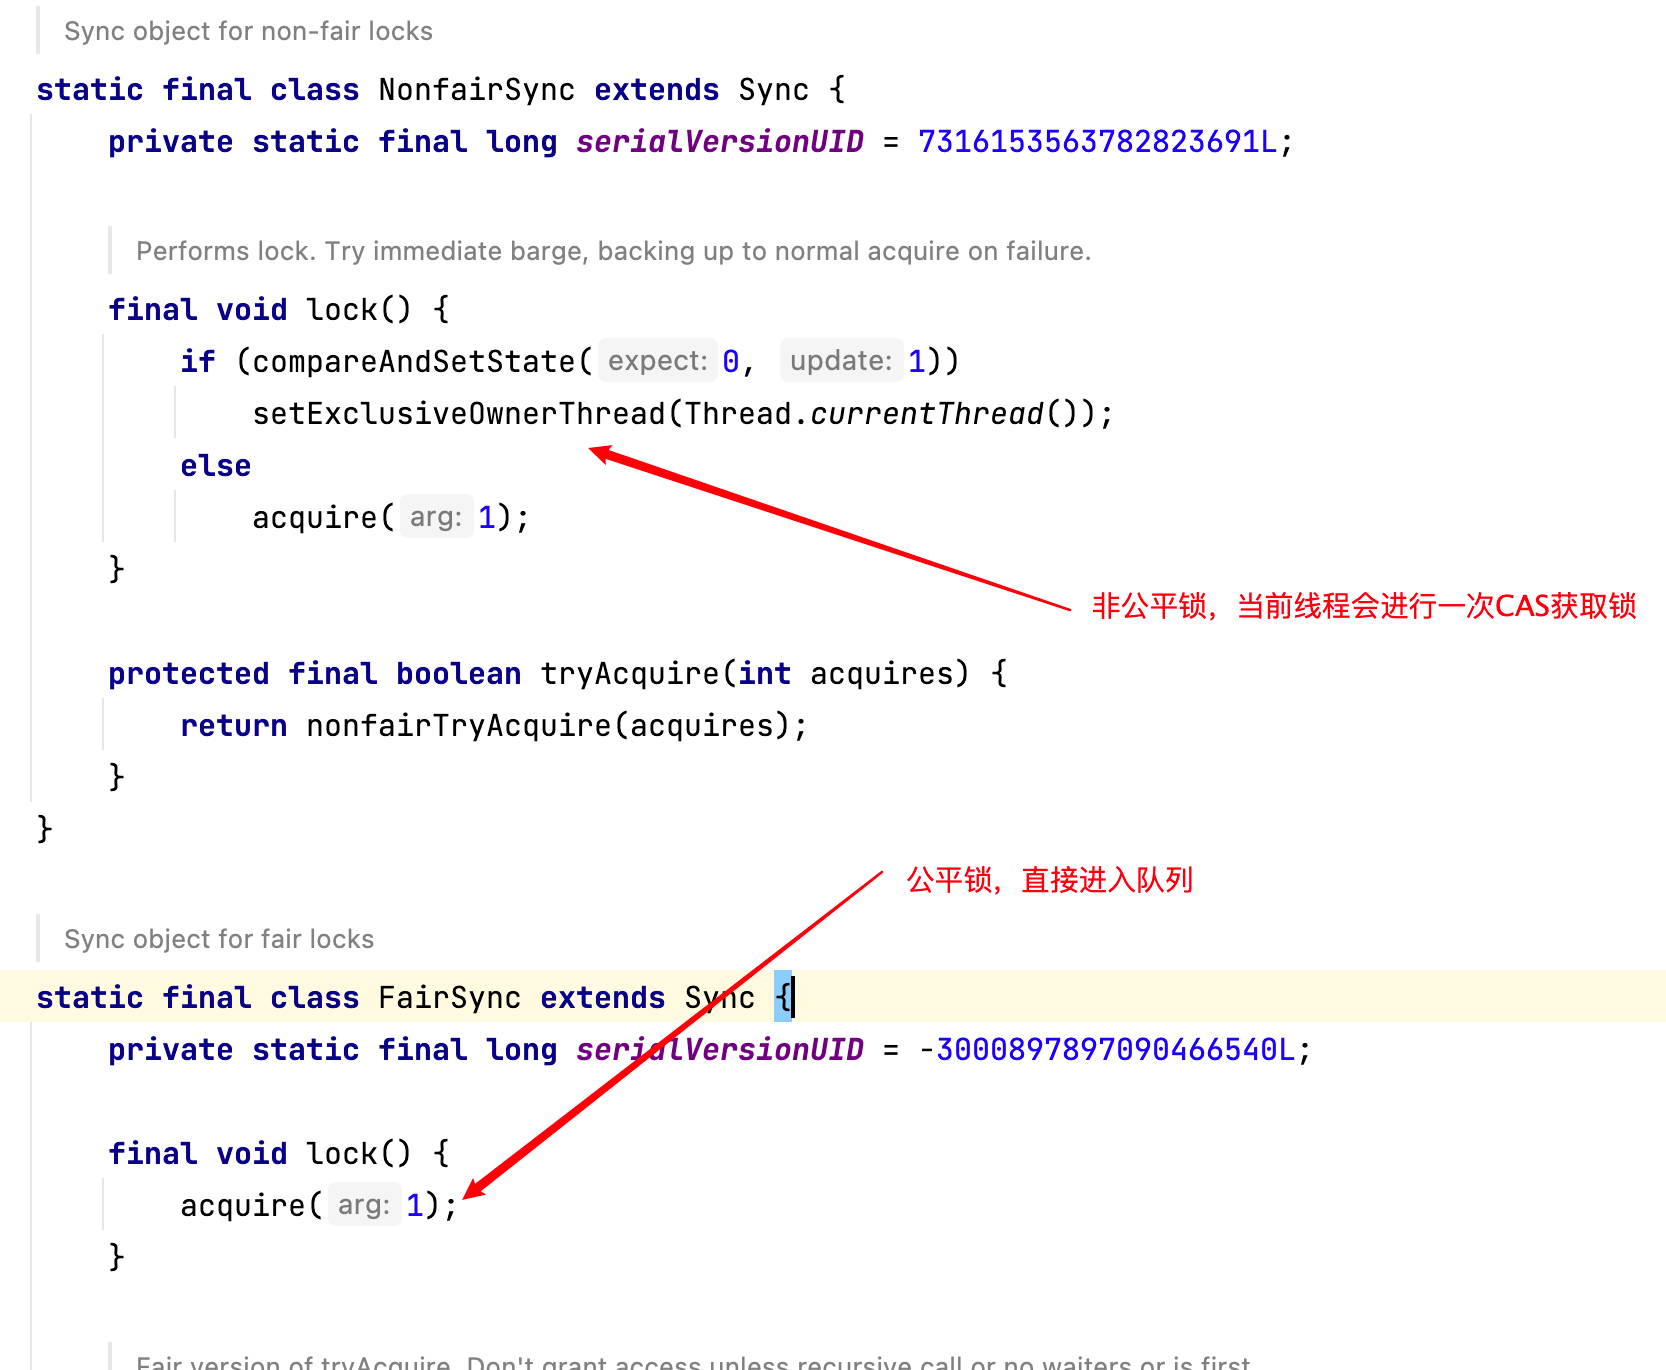 Sync object for non-fair locks
static final class NonfairSync extends Sync {
private static final long serialVersionUID = 7316153563782823691L;
Performs lock. Try immediate barge, backing up to normal acquire on failure.
final void lock() {
if (compareAndSetState( expect: 0, update: 1))
setExclusiveOwnerThread(Thread.currentThread());
else
acquire( arg: 1);
}
非公平锁，当前线程会进行一次CAS获取锁
protected final boolean tryAcquire(int acquires) {
return nonfairTryAcquire(acquires);
}
}
公平锁，直接进入队列
Sync object for fair locks
static final class FairSync extends Sync {
private static final long serialVersionUID = -3000897897090466540L;
final void lock() {
acquire( arg: 1);
}
Fair version of tryAcquire. Don't grant access unless recursive call or no waiters or is first.